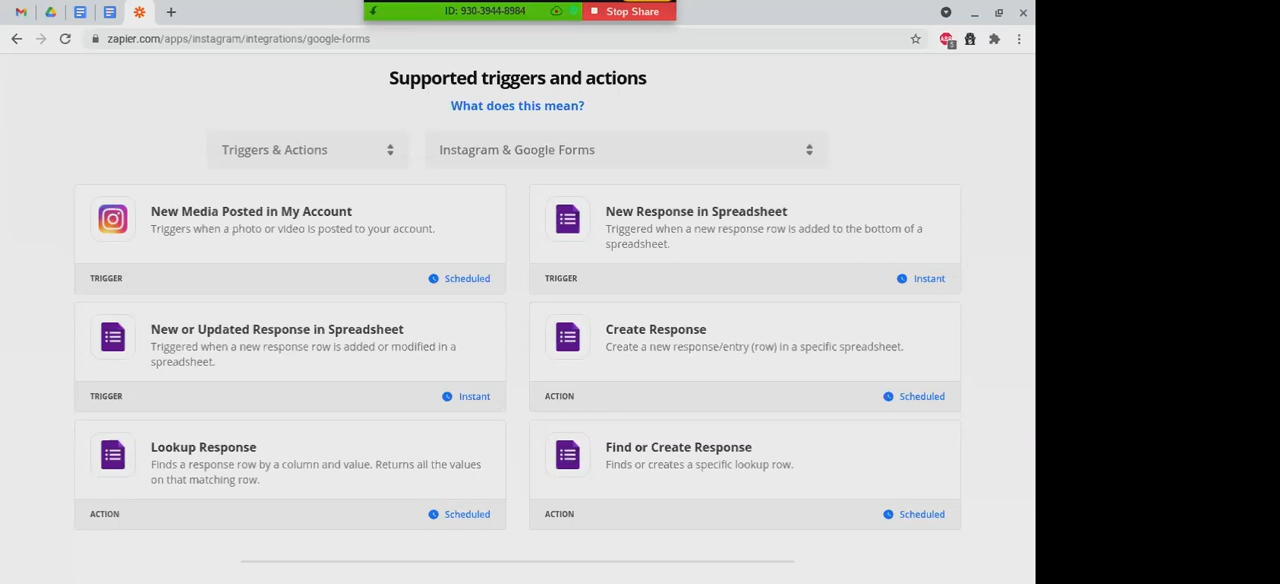 ID: 930-3944-8984
Stop Share
zapier.com/apps/instagram/integrations/google-forms
Supported triggers and actions
What does this mean?
Triggers & Actions
Instagram & Google Forms
New Media Posted in My Account
Triggers when a photo or video is posted to your account.
TRIGGER
Scheduled
New Response in Spreadsheet
Triggered when a new response row is added to the bottom of a
spreadsheet.
TRIGGER
Instant
New or Updated Response in Spreadsheet
Triggered when a new response row is added or modified in a
spreadsheet.
TRIGGER
Instant
Create Response
Create a new response/entry (row) in a specific spreadsheet.
ACTION
Scheduled
Lookup Response
Finds a response row by a column and value. Returns all the values
on that matching row.
ACTION
Scheduled
Find or Create Response
Finds or creates a specific lookup row.
ACTION
Scheduled